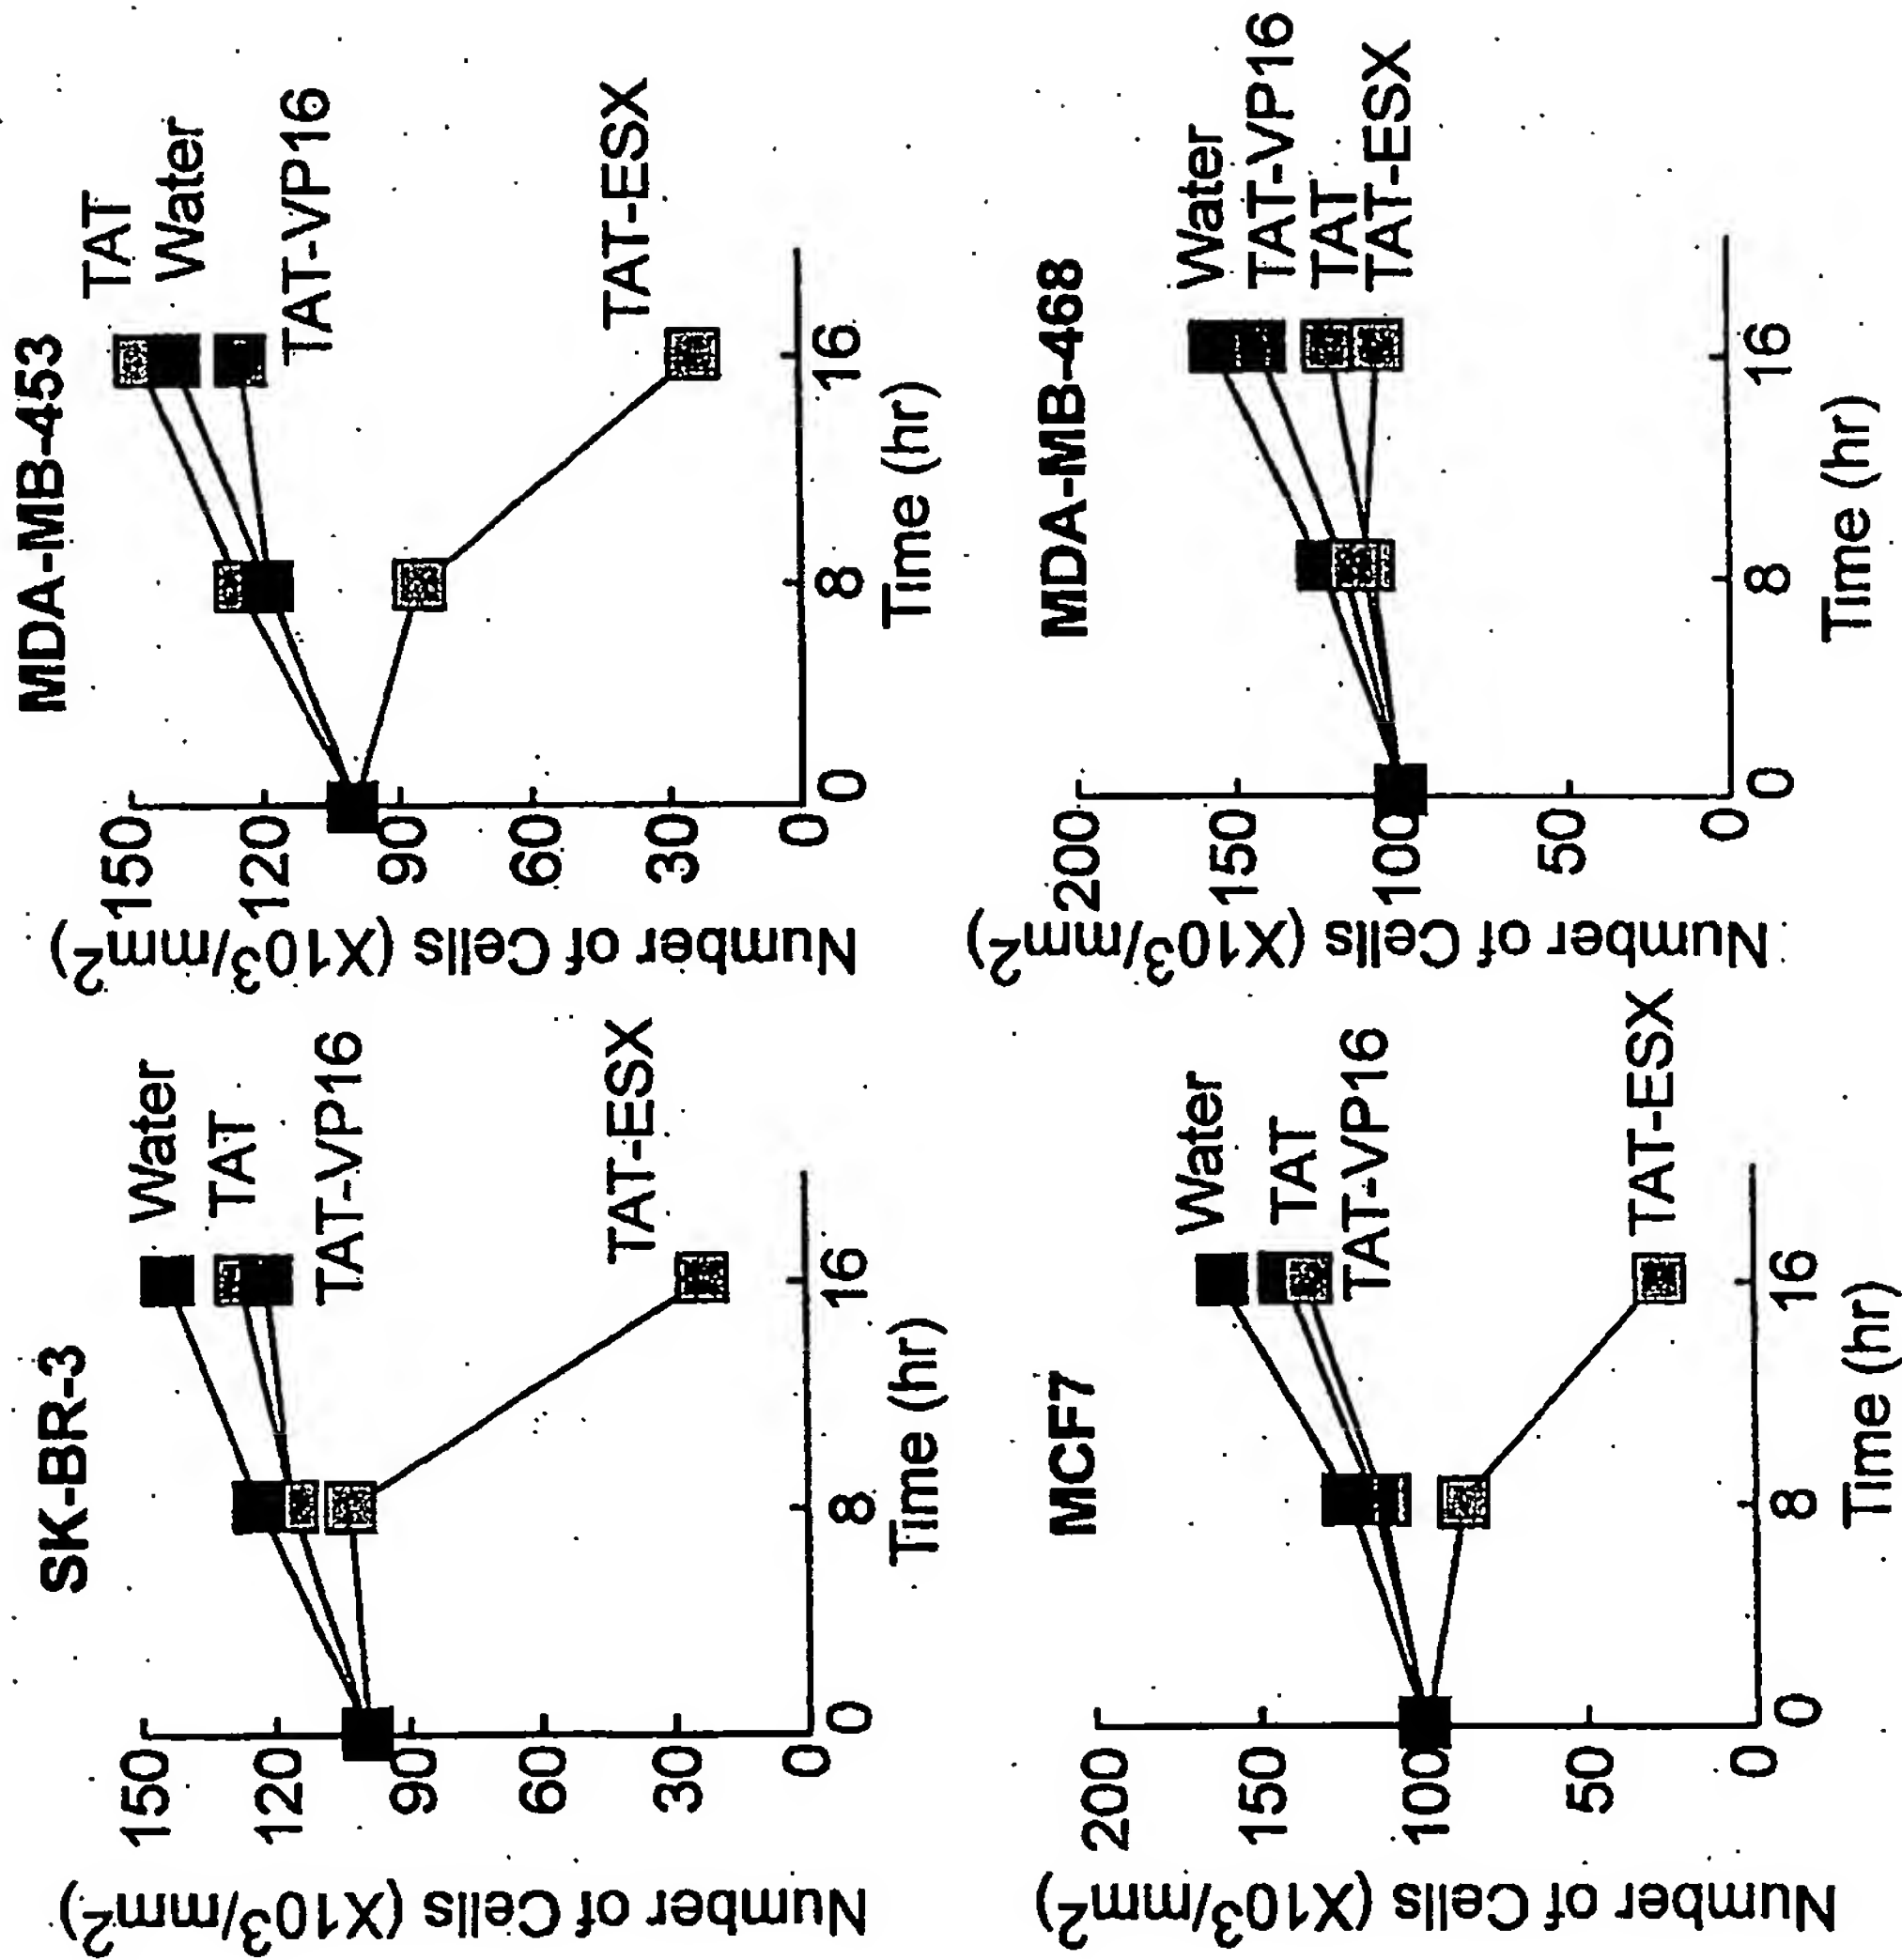 SK-BR-3
Number of Cells (X10³/mm²)
150
120
90
60
30
0
0
8
16
Time (hr)
Water
TAT
TAT-VP16
TAT-ESX
MDA-MB-453
Number of Cells (X10³/mm²)
150
120
90
60
30
0
0
8
16
Time (hr)
TAT
Water
TAT-VP16
TAT-ESX
MCF7
Number of Cells (X10³/mm²)
200
150
100
50
0
0
8
16
Time (hr)
Water
TAT
TAT-VP16
TAT-ESX
MDA-MB-468
Number of Cells (X10³/mm²)
200
150
100
50
0
0
8
16
Time (hr)
Water
TAT-VP16
TAT
TAT-ESX